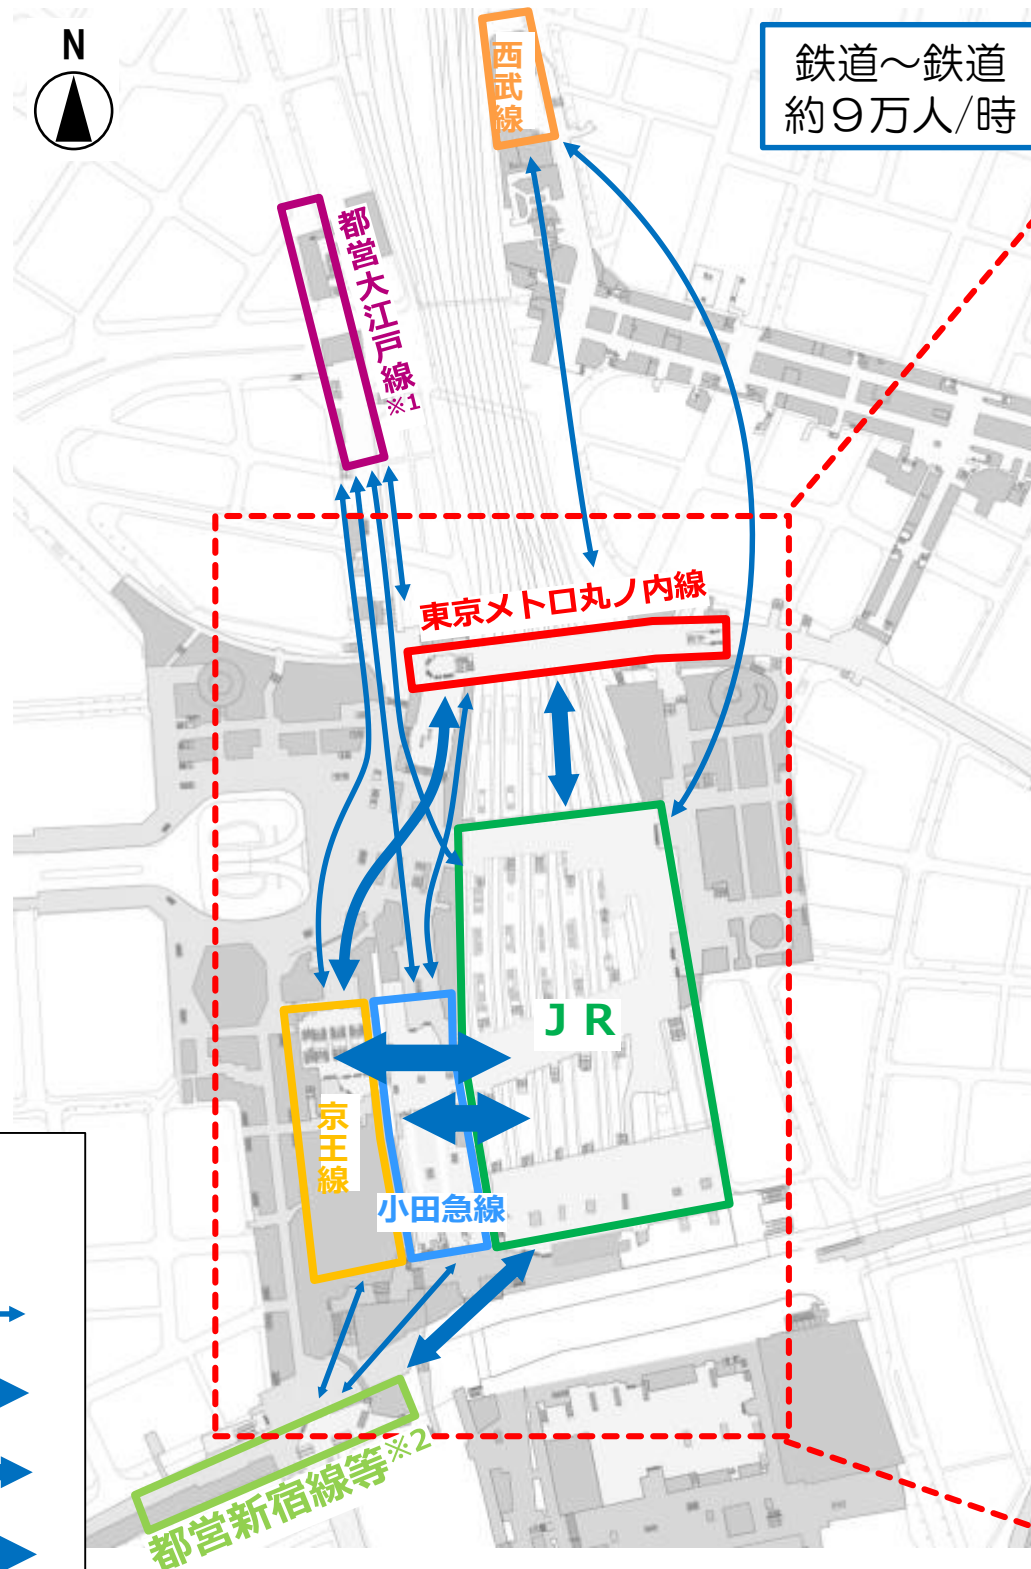 N
鉄道～鉄道
約９万人/時
西武線
都営大江戸線※1
東京メトロ丸ノ内線
ＪＲ
京王線
小田急線
都営新宿線等※2